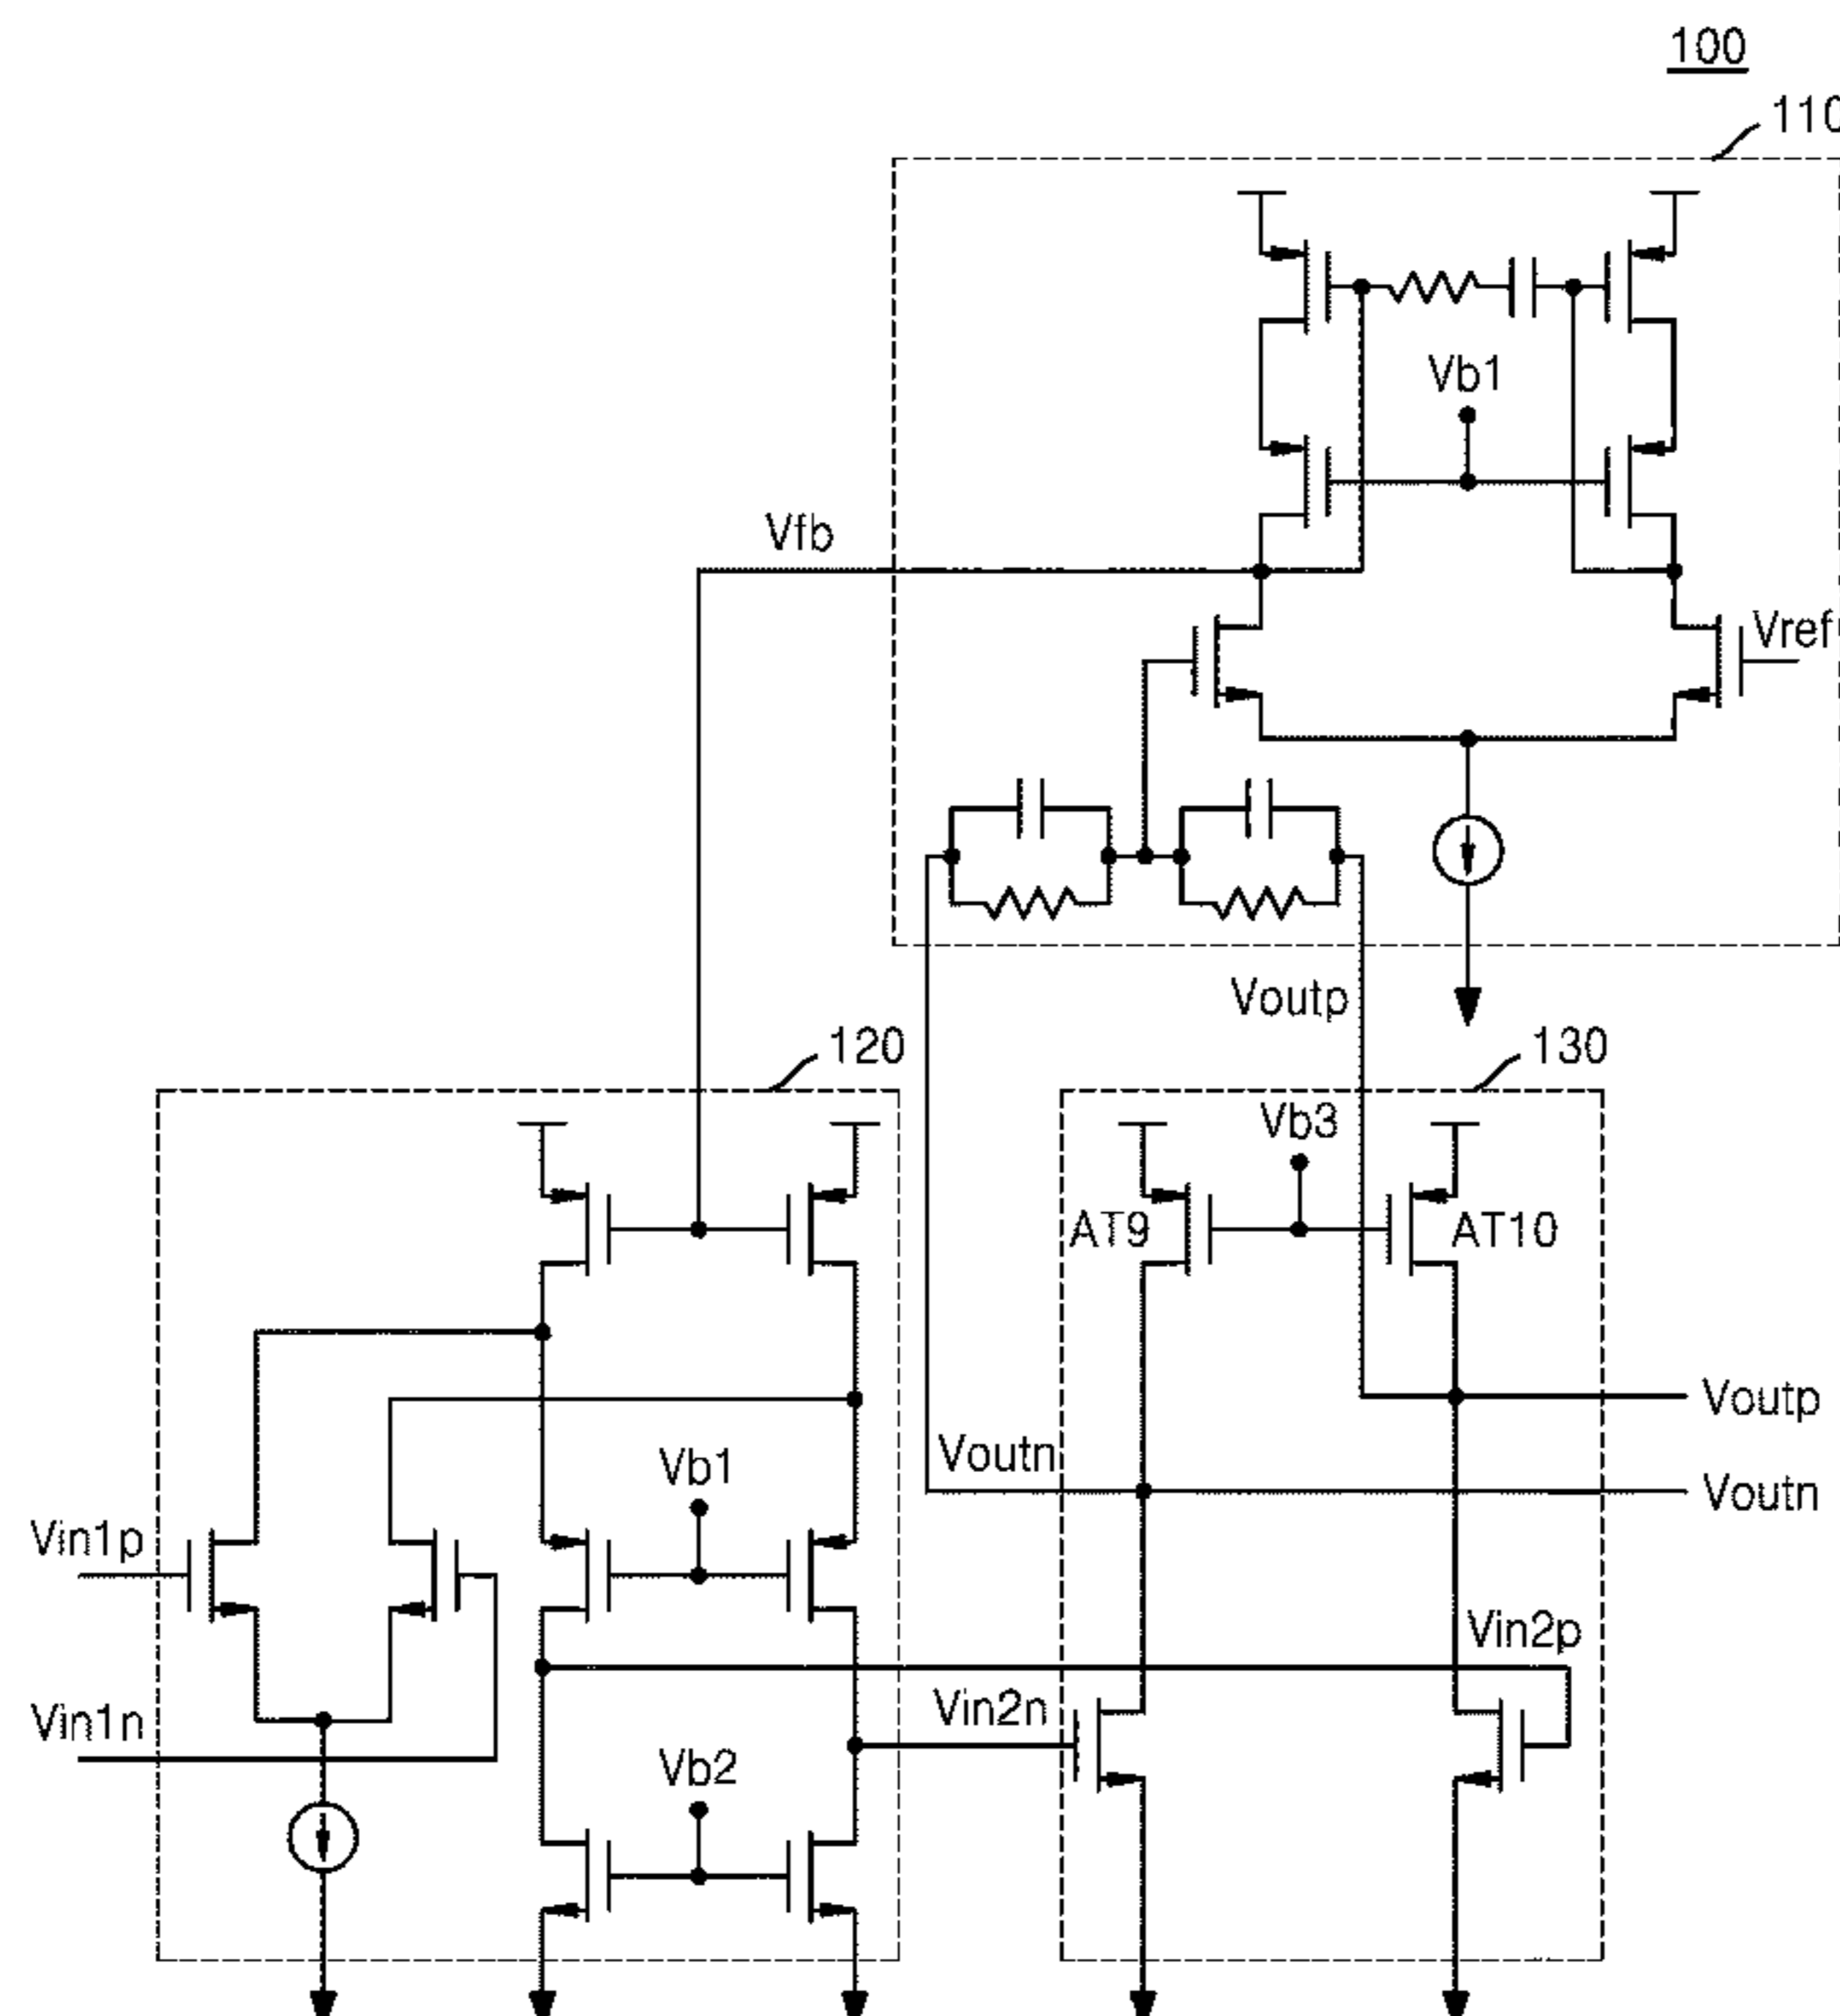 100
110
Vb1
Vfb
Vref
Voutp
120
130
Vb3
AT9
AT10
Voutp
Voutn
Vb1
Voutn
Vin1p
Vin2p
Vin1n
Vin2n
Vb2